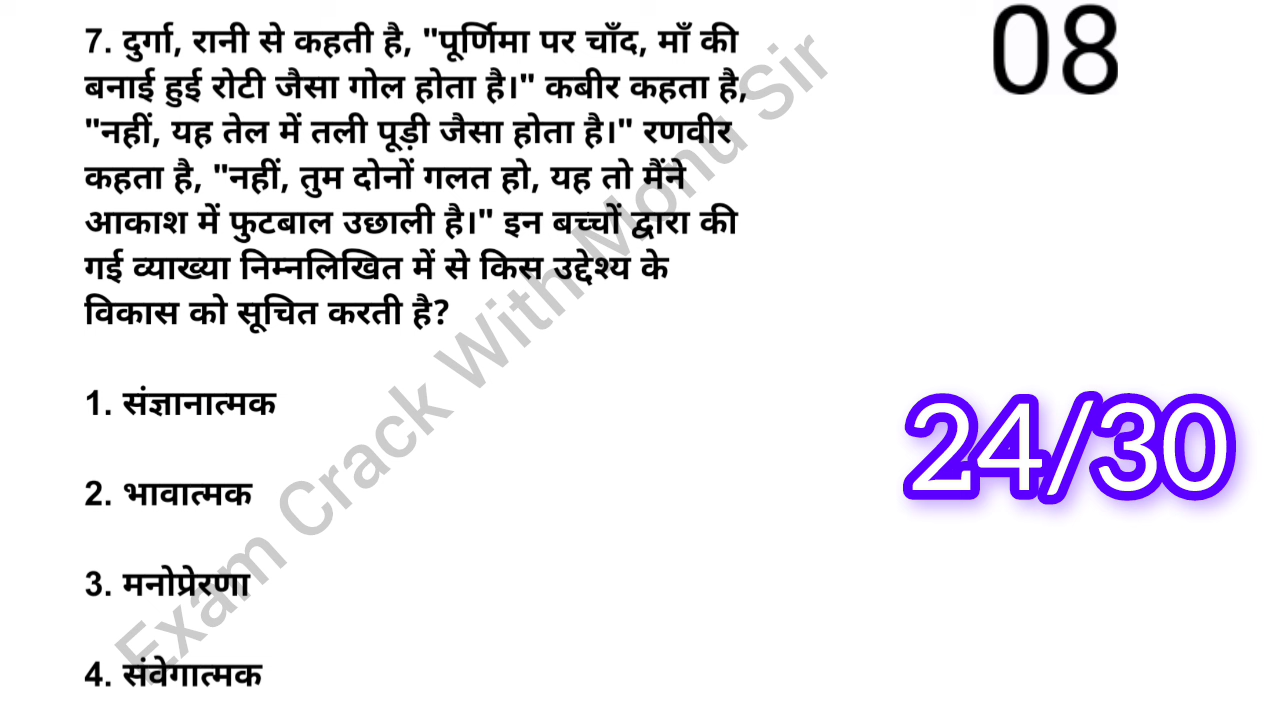 08
7. दुर्गा, रानी से कहती है, "पूर्णिमा पर चाँद, माँ की
बनाई हुई रोटी जैसा गोल होता है।" कबीर कहता है,
"नहीं, यह तेल में तली पूड़ी जैसा होता है।" रणवीर
कहता है, "नहीं, तुम दोनों गलत हो, यह तो मैंने
आकाश में फुटबाल उछाली है।" इन बच्चों द्वारा की
गई व्याख्या निम्नलिखित में से किस उद्देश्य के
विकास को सूचित करती है?
1. संज्ञानात्मक
2. भावात्मक
3. मनोप्रेरणा
4. संवेगात्मक
24/30
Exam Crack With Monu Sir